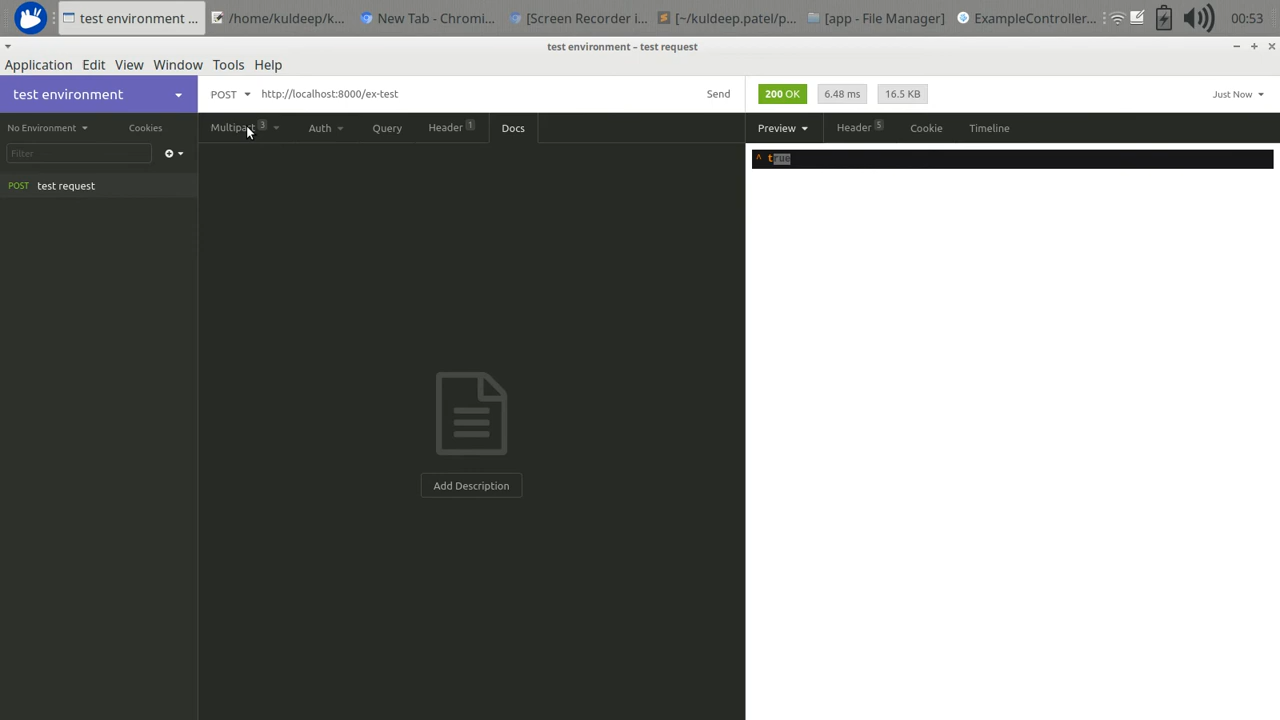 test environment ...
/home/kuldeep/k...
New Tab - Chromi...
[Screen Recorder i...
[~/kuldeep.patel/p...
[app - File Manager]
ExampleController...
00:53
test environment – test request
Application Edit View Window Tools Help
test environment
POST http://localhost:8000/ex-test Send
200 OK 6.48 ms 16.5 KB Just Now
No Environment Cookies
Multipart 3 Auth Query Header 1 Docs
Preview Header 5 Cookie Timeline
Filter
^ true
POST test request
Add Description